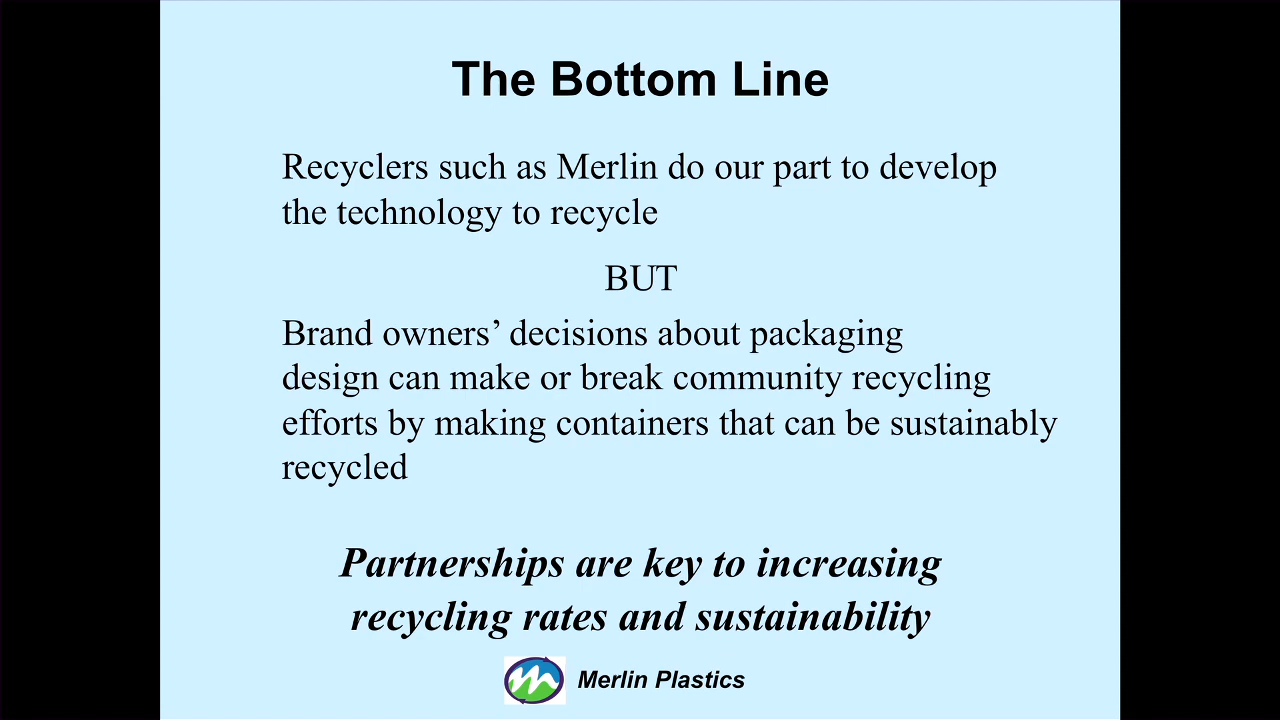 The Bottom Line
Recyclers such as Merlin do our part to develop
the technology to recycle
BUT
Brand owners’ decisions about packaging
design can make or break community recycling
efforts by making containers that can be sustainably
recycled
Partnerships are key to increasing
recycling rates and sustainability
Merlin Plastics